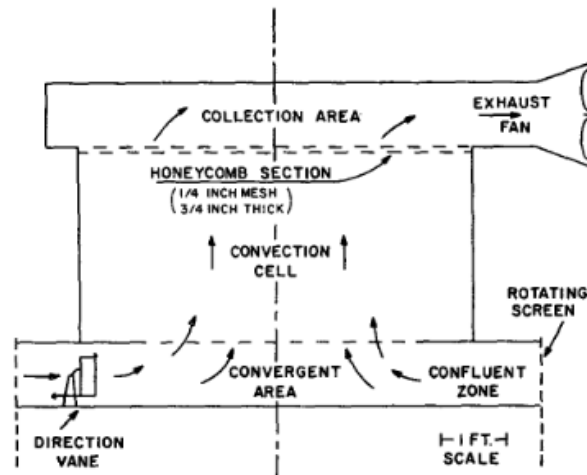 COLLECTION AREA
EXHAUST
FAN
HONEYCOMB SECTION
(1/4 INCH MESH
3/4 INCH THICK)
CONVECTION
CELL
ROTATING
SCREEN
CONVERGENT
AREA
CONFLUENT
ZONE
DIRECTION
VANE
1 FT.
SCALE